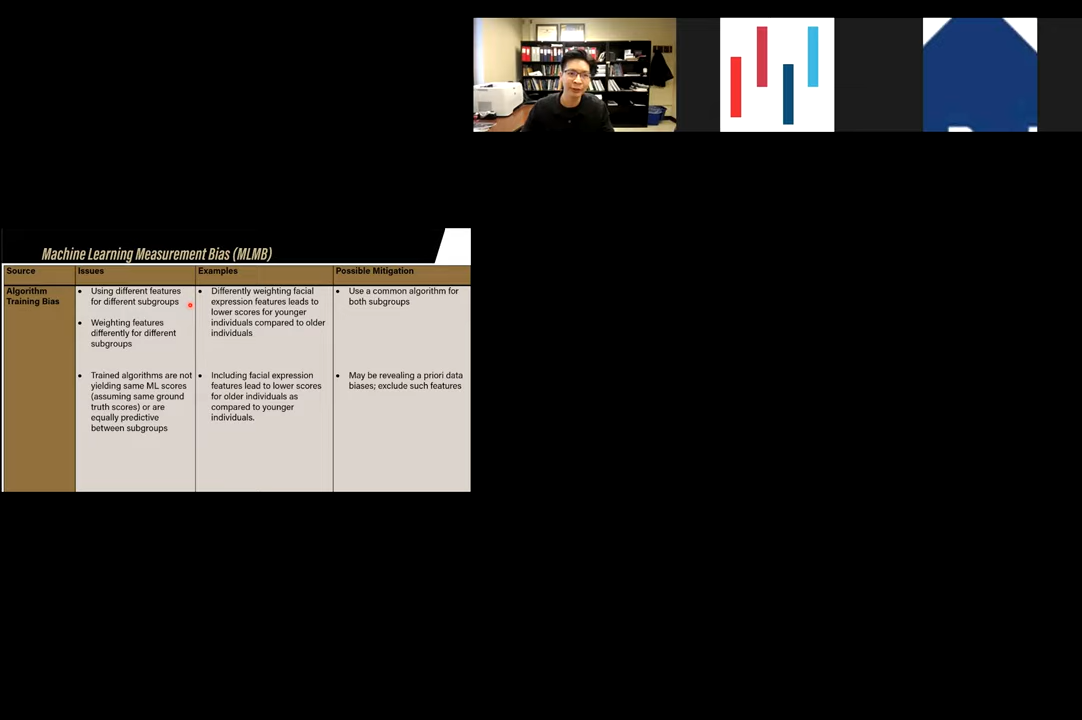 Machine Learning Measurement Bias (MLMB)
Source
Issues
Examples
Possible Mitigation
Algorithm
Training Bias
• Using different features
for different subgroups
• Weighting features
differently for different
subgroups
• Trained algorithms are not
yielding same ML scores
(assuming same ground
truth scores) or are
equally predictive
between subgroups
• Differently weighting facial
expression features leads to
lower scores for younger
individuals compared to older
individuals
• Including facial expression
features lead to lower scores
for older individuals as
compared to younger
individuals.
• Use a common algorithm for
both subgroups
• May be revealing a priori data
biases; exclude such features